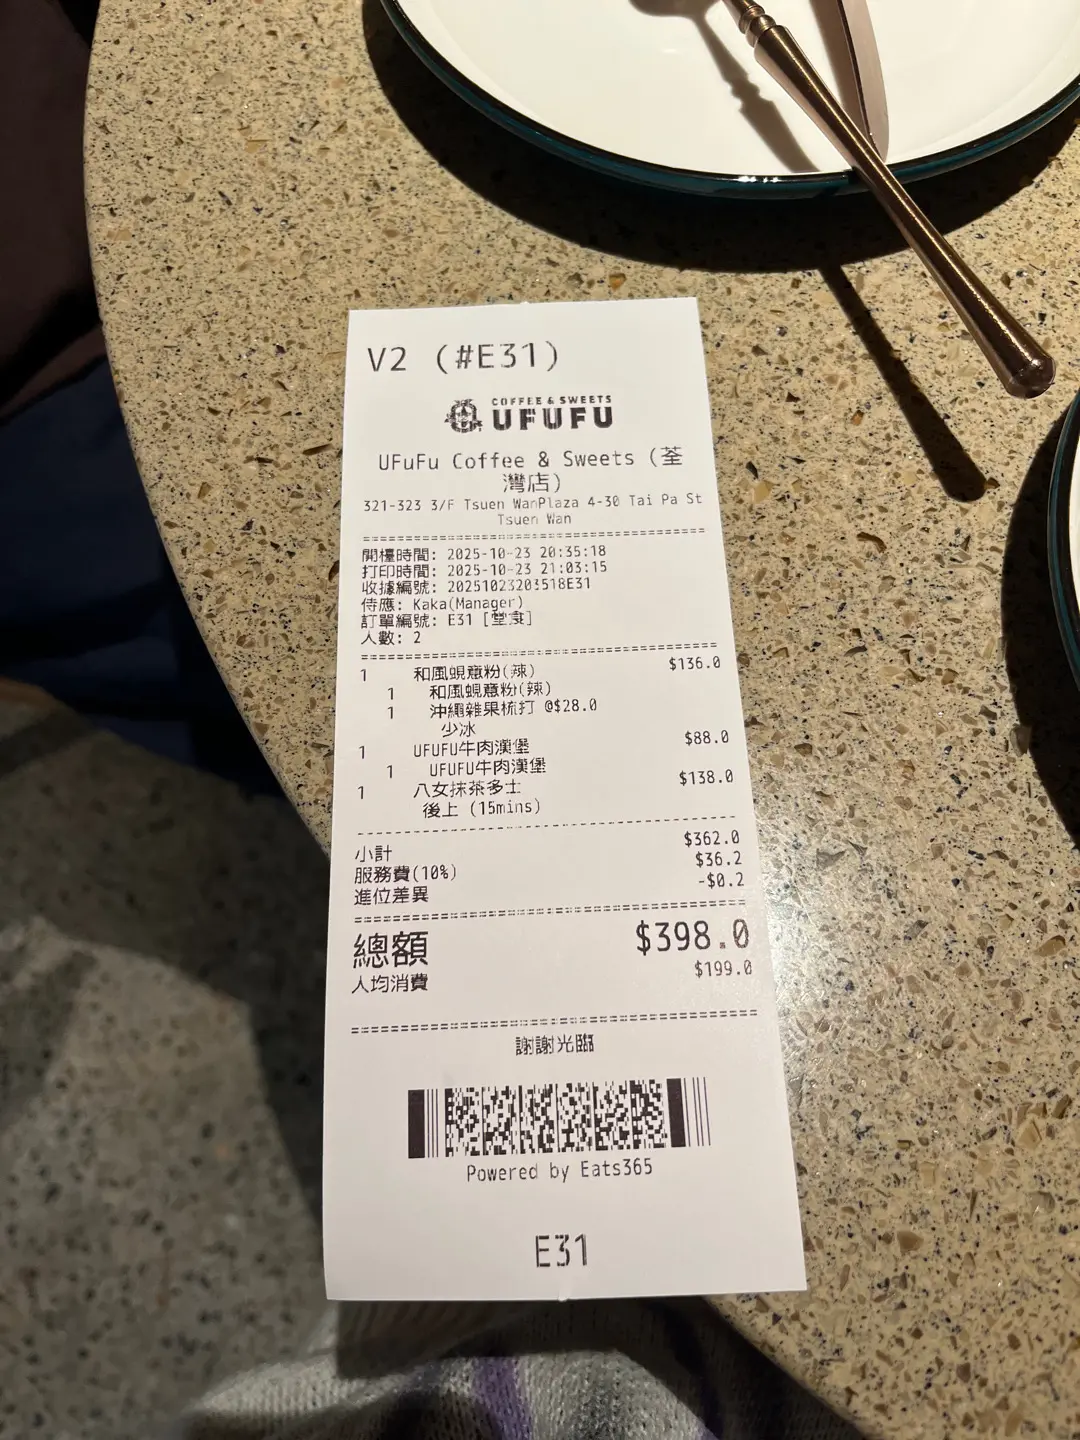 V2 (#E31)
COFFEE & SWEETS
UFUFU
UFuFu Coffee & Sweets (荃
灣店)
321-323 3/F Tsuen WanPlaza 4-30 Tai Pa St
Tsuen Wan
開檯時間: 2025-10-23 20:35:18
打印時間: 2025-10-23 21:03:15
收據編號: 20251023203518E31
侍應: Kaka(Manager)
訂單編號: E31 [堂食]
人數: 2
1 和風蜆意粉(辣) $136.0
1 和風蜆意粉(辣)
1 沖繩雜果梳打 @$28.0
少冰
1 UFUFU牛肉漢堡 $88.0
1 UFUFU牛肉漢堡
1 八女抹茶多士 $138.0
後上 (15mins)
小計 $362.0
服務費(10%) $36.2
進位差異 -$0.2
總額 $398.0
人均消費 $199.0
謝謝光臨
Powered by Eats365
E31